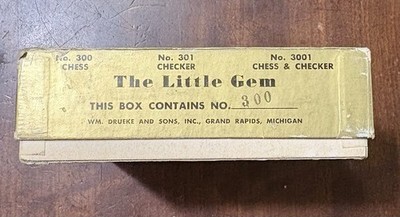 No. 300 No. 301 No. 3001
CHESS CHECKER CHESS & CHECKER
The Little Gem
THIS BOX CONTAINS NO. 300
WM. DRUEKE AND SONS, INC., GRAND RAPIDS, MICHIGAN